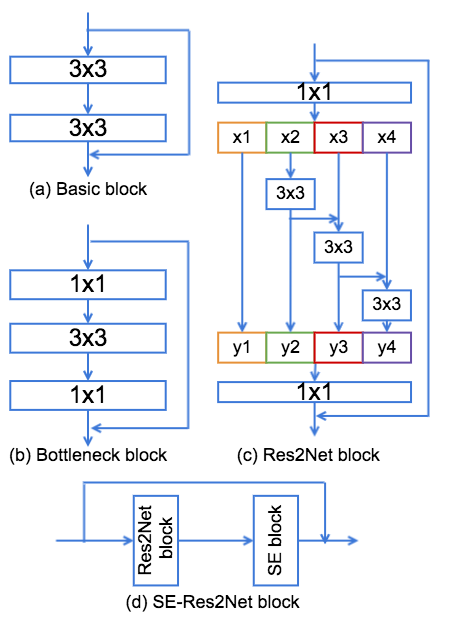 3x3
3x3
(a) Basic block
1x1
3x3
1x1
(b) Bottleneck block
1x1
x1 x2 x3 x4
3x3
3x3
3x3
y1 y2 y3 y4
1x1
(c) Res2Net block
Res2Net
block
SE block
(d) SE-Res2Net block